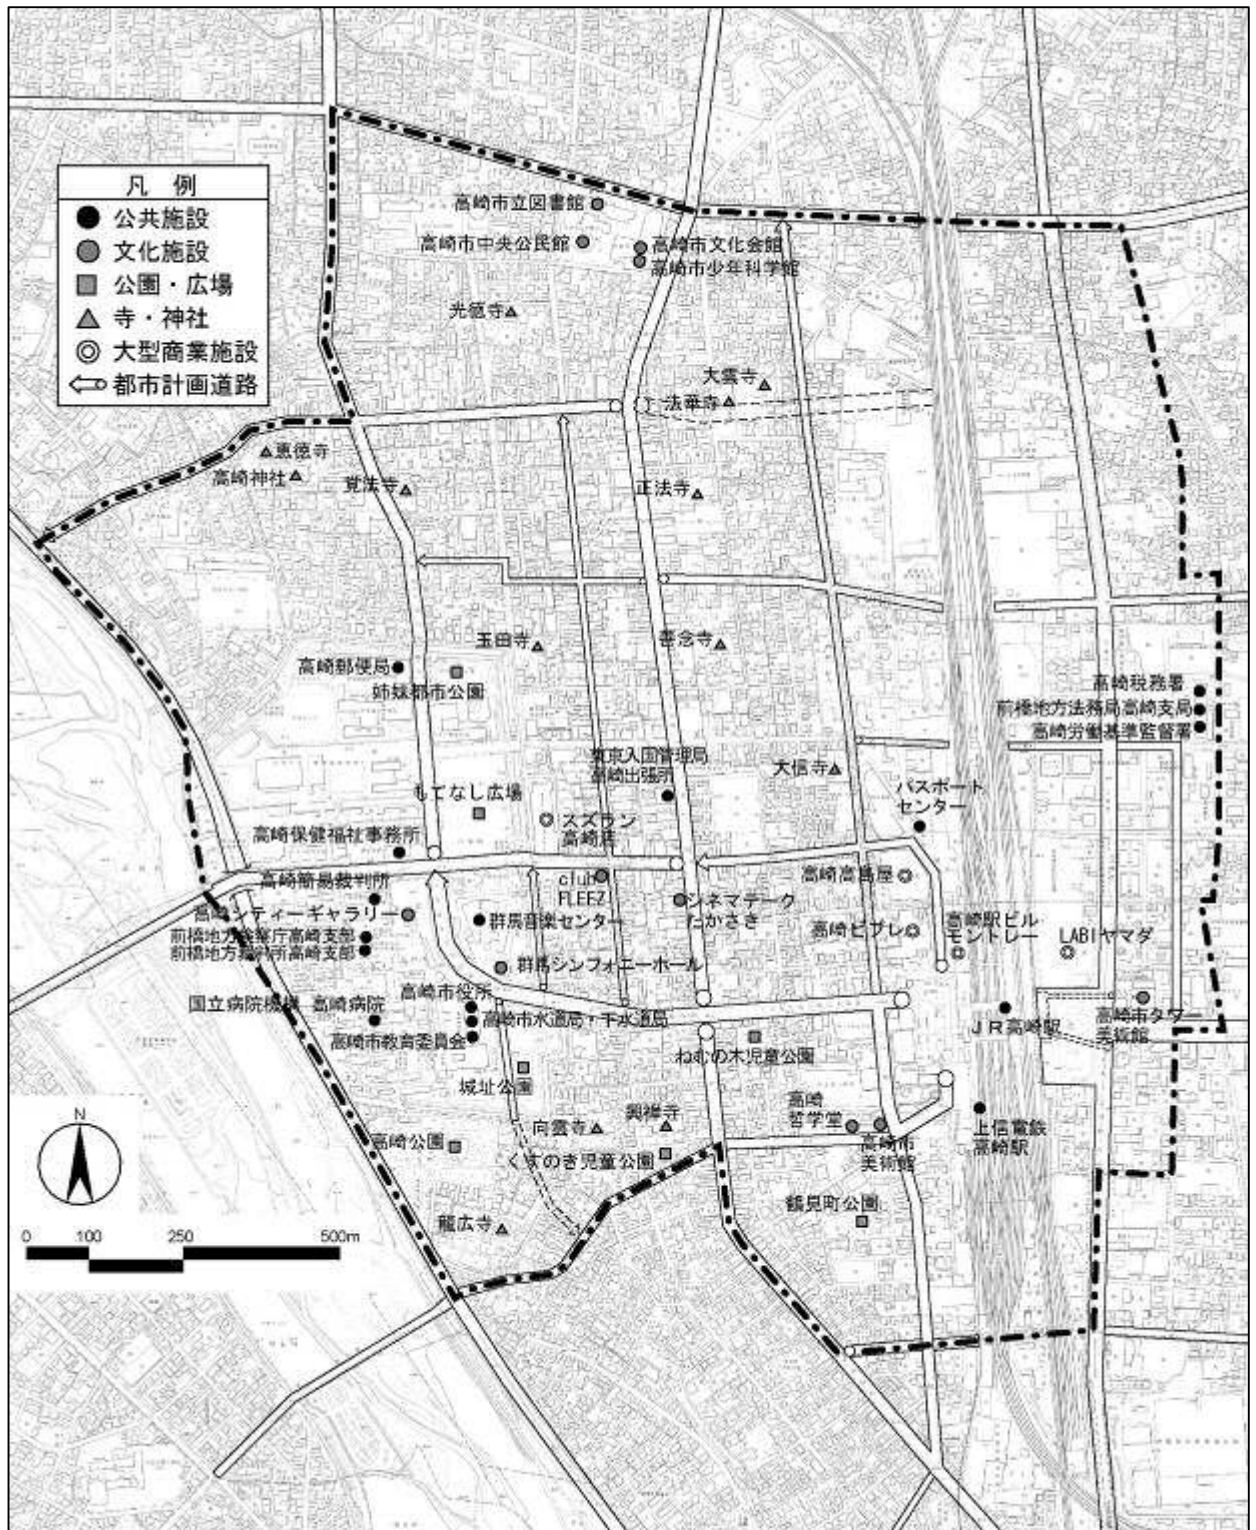 凡 例
公共施設
文化施設
公園・広場
寺・神社
大型商業施設
都市計画道路
高崎市立図書館
高崎市中央公民館
高崎市文化会館
高崎市少年科学館
光徳寺
大雲寺
法華寺
恵徳寺
高崎神社
覚法寺
正法寺
玉田寺
善念寺
高崎郵便局
姉妹都市公園
高崎税務署
前橋地方法務局高崎支局
高崎労働基準監督署
東京入国管理局
高崎出張所
大信寺
パスポート
センター
もてなし広場
スズラン
高崎店
高崎保健福祉事務所
高崎簡易裁判所
club
FLEEZ
高崎高島屋
高崎シティーギャラリー
群馬音楽センター
シネマテーク
たかさき
高崎ビブレ
高崎駅ビル
モントレー
LABIヤマダ
前橋地方検察庁高崎支部
前橋地方裁判所高崎支部
群馬シンフォニーホール
国立病院機構 高崎病院
高崎市役所
高崎市水道局・下水道局
高崎市教育委員会
JR高崎駅
高崎市タワー
美術館
ねむの木児童公園
城址公園
高崎
哲学堂
高崎市
美術館
上信電鉄
高崎駅
向雲寺
興禅寺
高崎公園
くすのき児童公園
鶴見町公園
龍広寺
N
0 100 250 500m